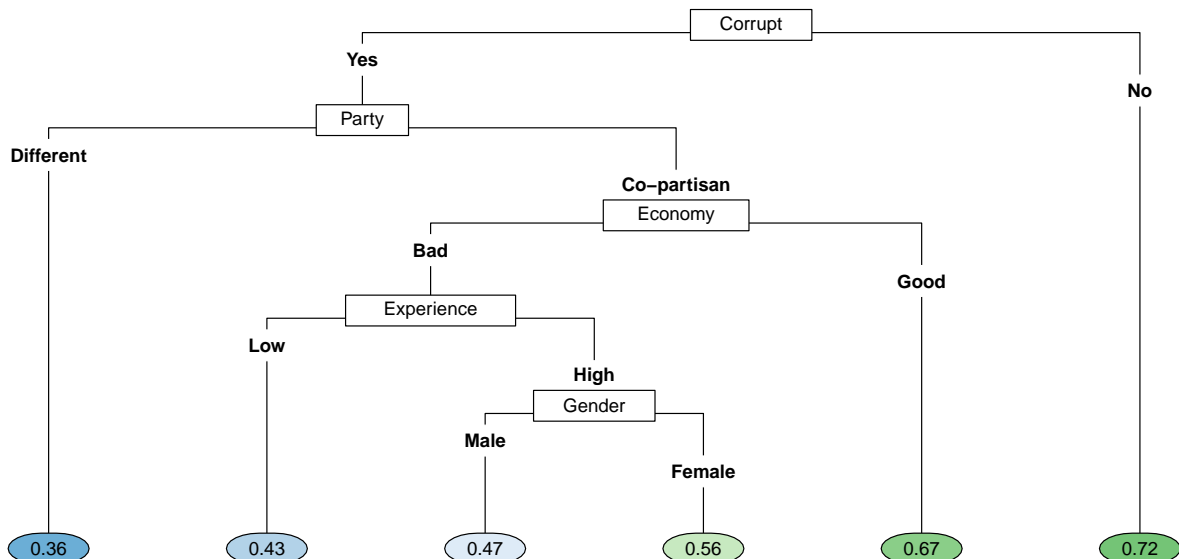 Corrupt
Yes
No
Party
Different
Co−partisan
Economy
Bad
Good
Experience
Low
High
Gender
Male
Female
0.36
0.43
0.47
0.56
0.67
0.72